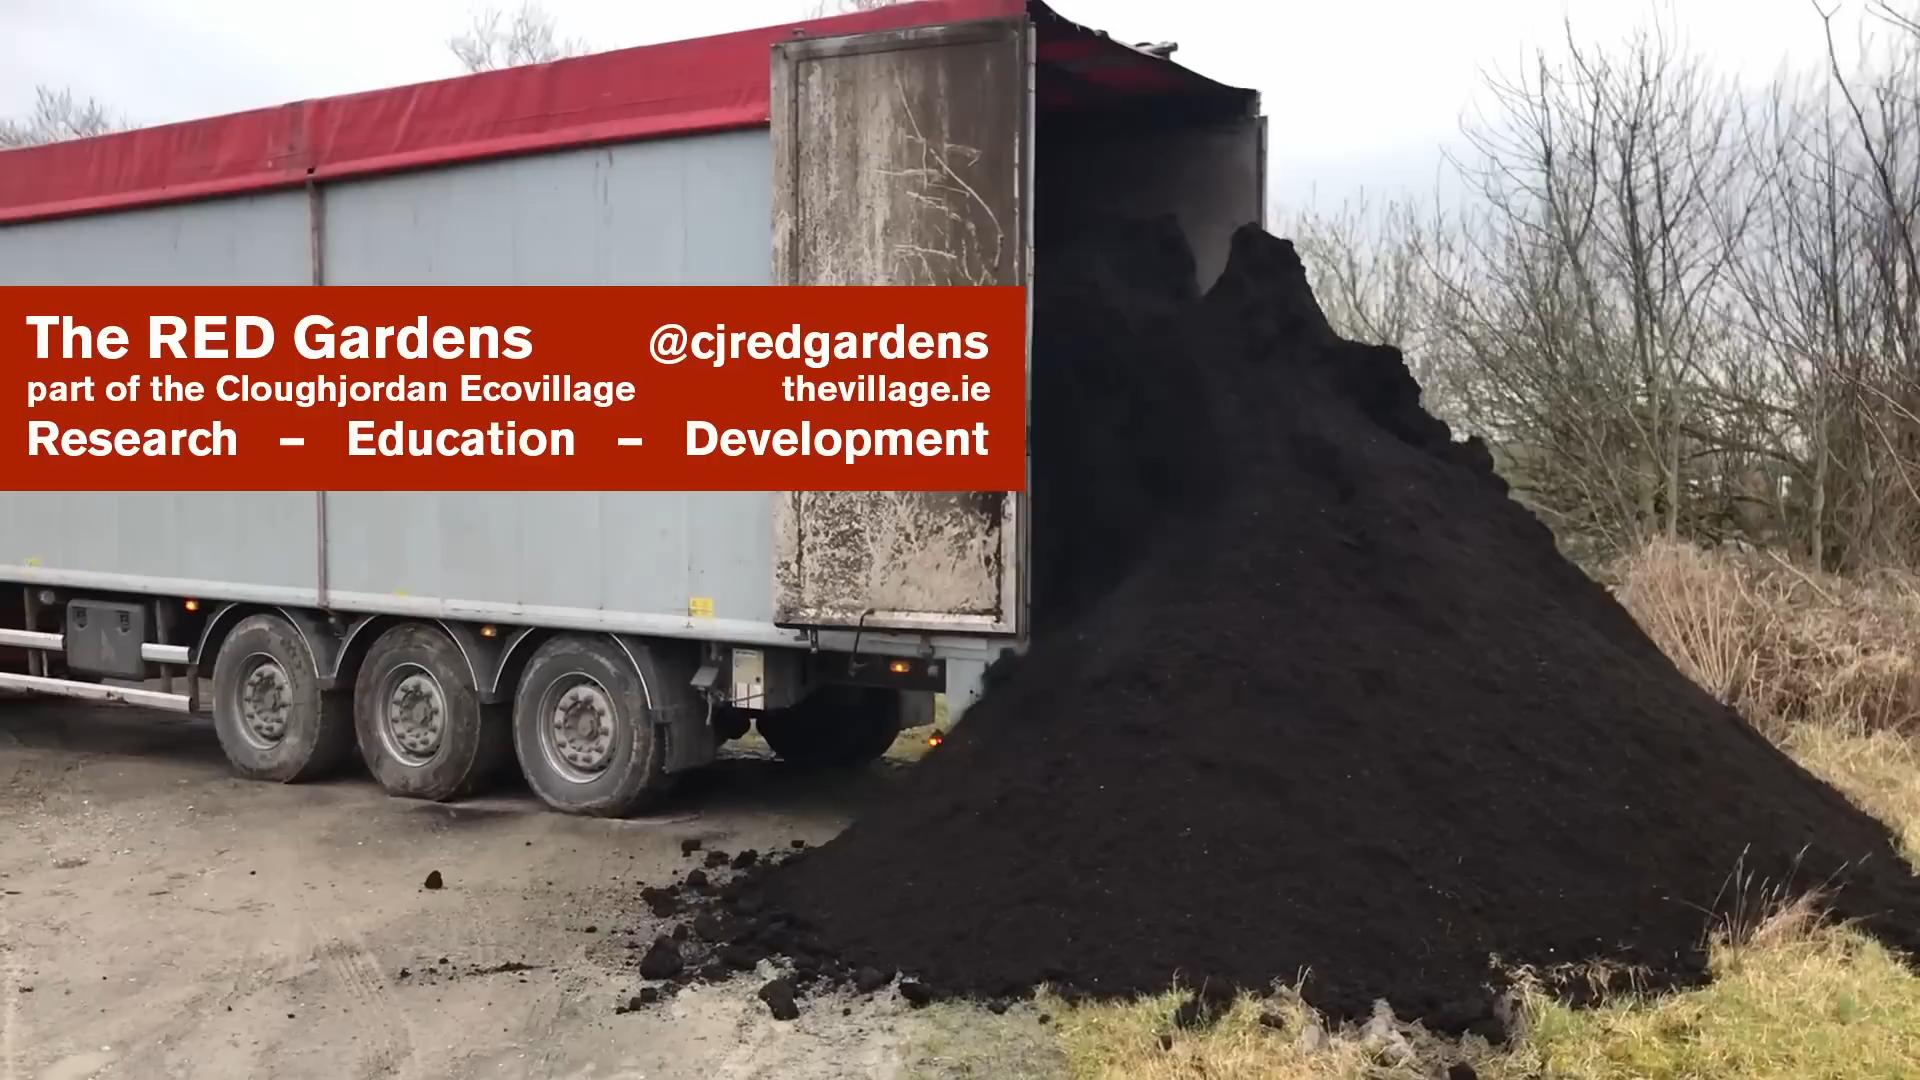 The RED Gardens @cjredgardens
part of the Cloughjordan Ecovillage thevillage.ie
Research – Education – Development